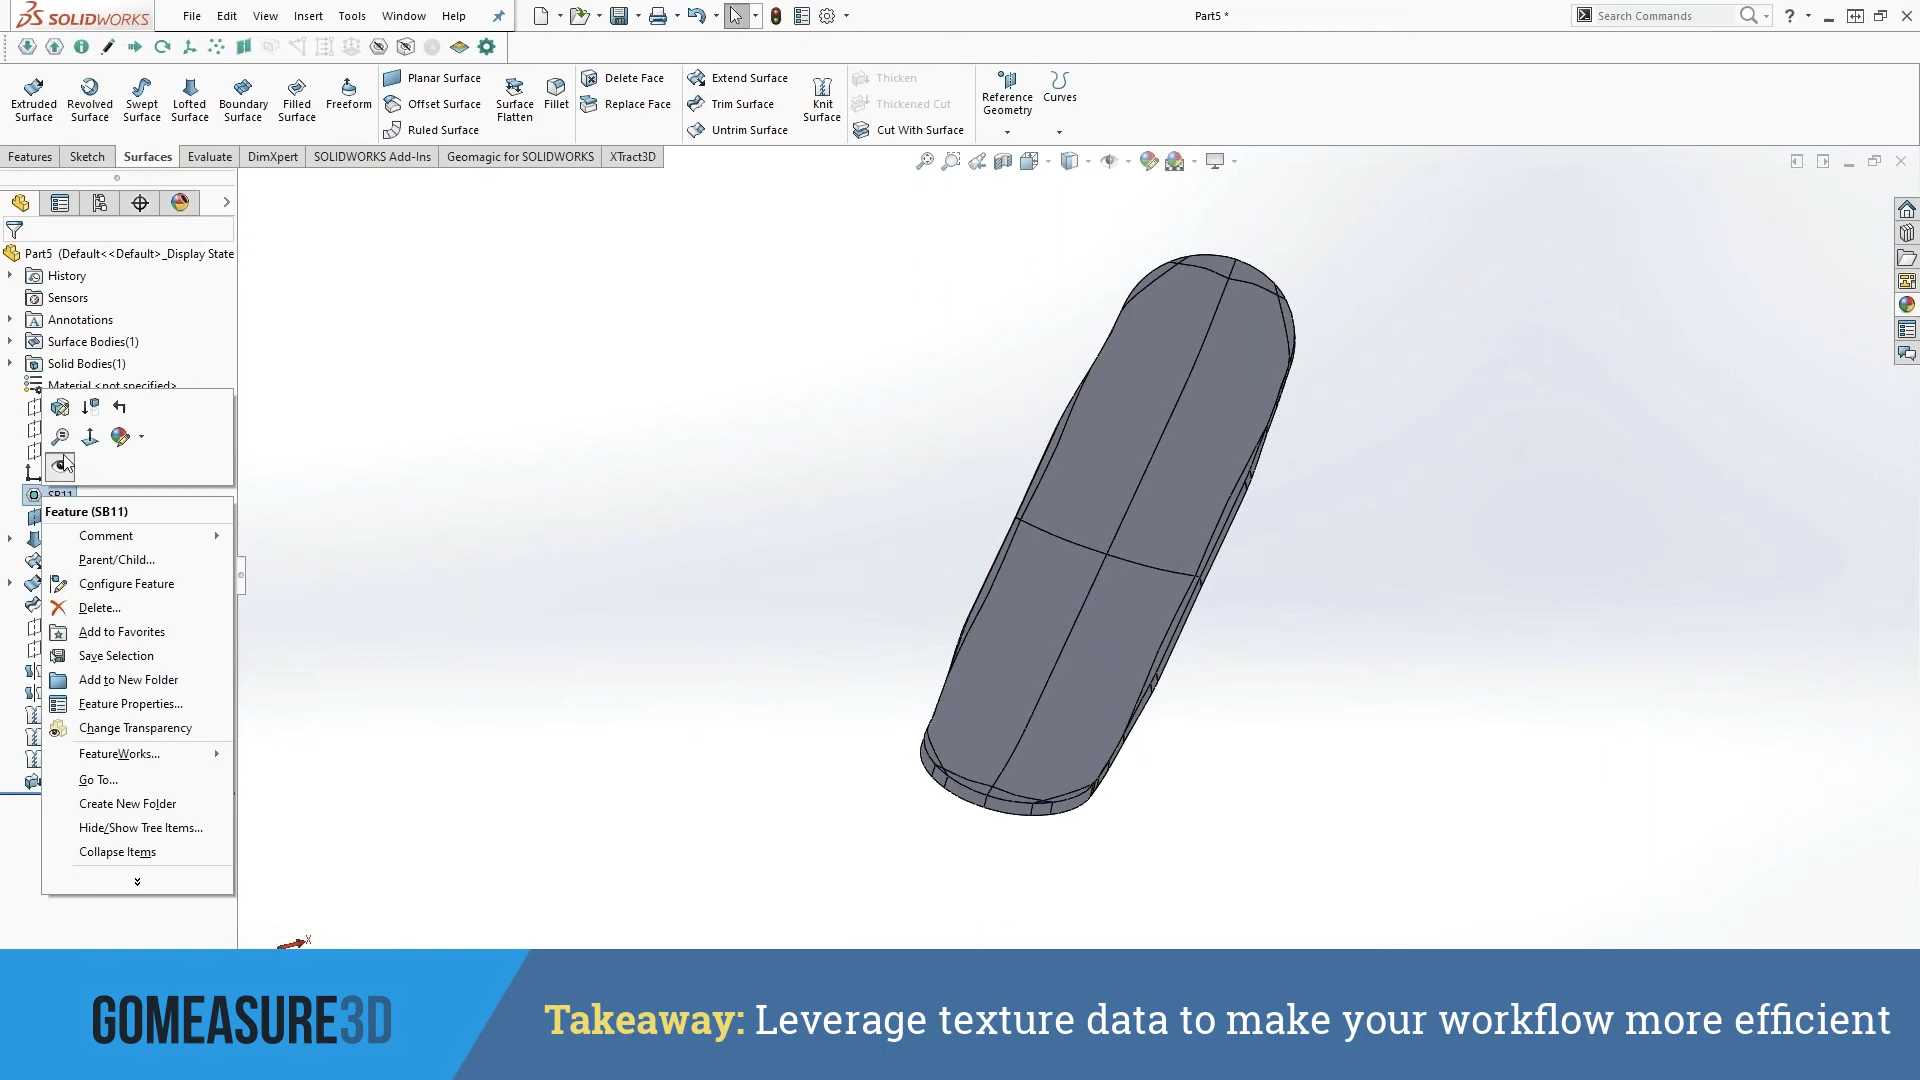 SOLIDWORKS File Edit View Insert Tools Window Help Part5 * Search Commands
Extruded Surface
Revolved Surface
Swept Surface
Lofted Surface
Boundary Surface
Filled Surface
Freeform
Planar Surface
Offset Surface
Ruled Surface
Surface Flatten
Fillet
Delete Face
Replace Face
Extend Surface
Trim Surface
Untrim Surface
Knit Surface
Thicken
Thickened Cut
Cut With Surface
Reference Geometry
Curves
Features Sketch Surfaces Evaluate DimXpert SOLIDWORKS Add-Ins Geomagic for SOLIDWORKS XTract3D
Part5 (Default<<Default>_Display State
History
Sensors
Annotations
Surface Bodies(1)
Solid Bodies(1)
Material <not specified>
SB11
Feature (SB11)
Comment
Parent/Child...
Configure Feature
Delete...
Add to Favorites
Save Selection
Add to New Folder
Feature Properties...
Change Transparency
FeatureWorks...
Go To...
Create New Folder
Hide/Show Tree Items...
Collapse Items
X
GOMEASURE3D
Takeaway: Leverage texture data to make your workflow more efficient